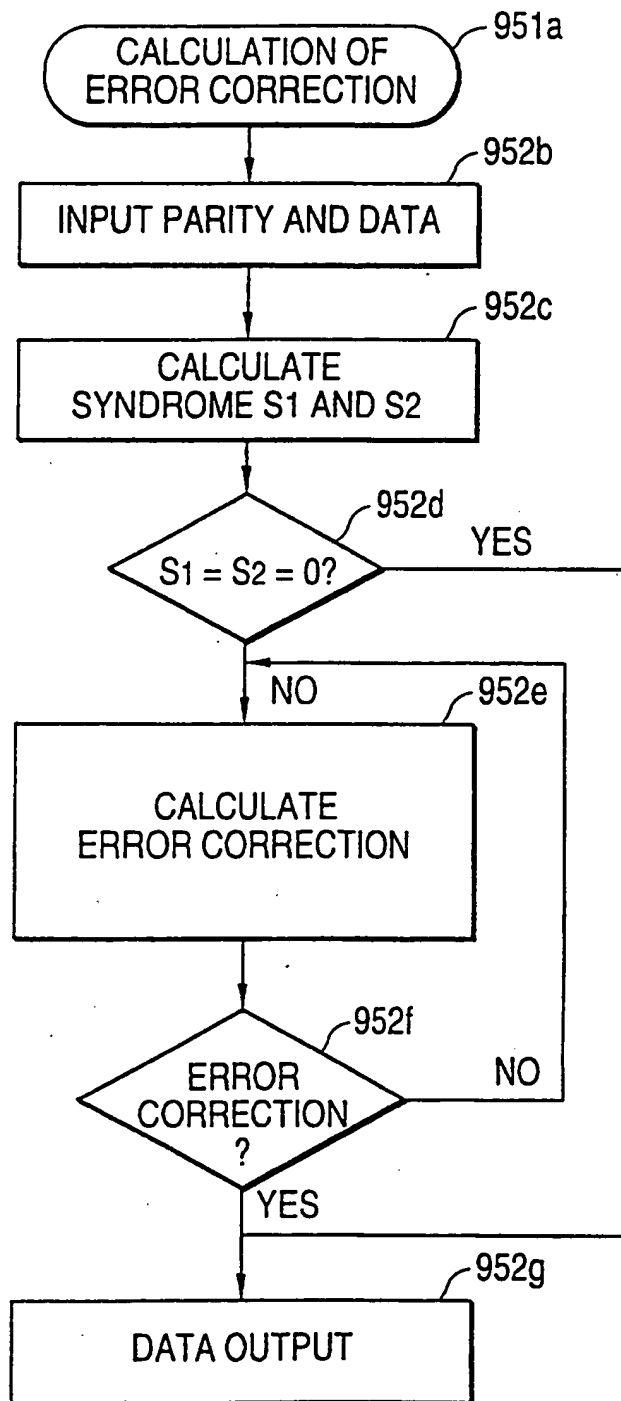 CALCULATION OF
ERROR CORRECTION
951a
952b
INPUT PARITY AND DATA
952c
CALCULATE
SYNDROME S1 AND S2
952d
S1 = S2 = 0?
YES
NO
952e
CALCULATE
ERROR CORRECTION
952f
ERROR
CORRECTION
?
NO
YES
952g
DATA OUTPUT